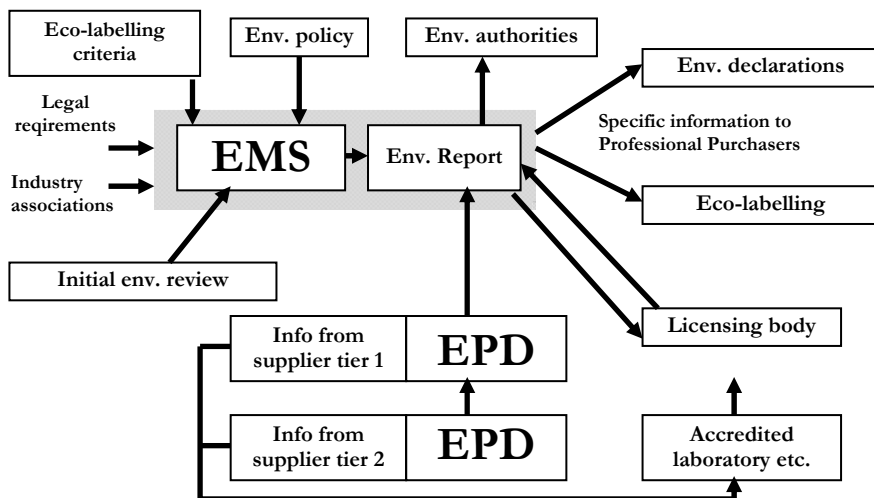 Eco-labelling
criteria
Env. policy
Env. authorities
Env. declarations
Legal
reqirements
EMS
Env. Report
Specific information to
Professional Purchasers
Industry
associations
Eco-labelling
Initial env. review
Info from
supplier tier 1
EPD
Licensing body
Info from
supplier tier 2
EPD
Accredited
laboratory etc.